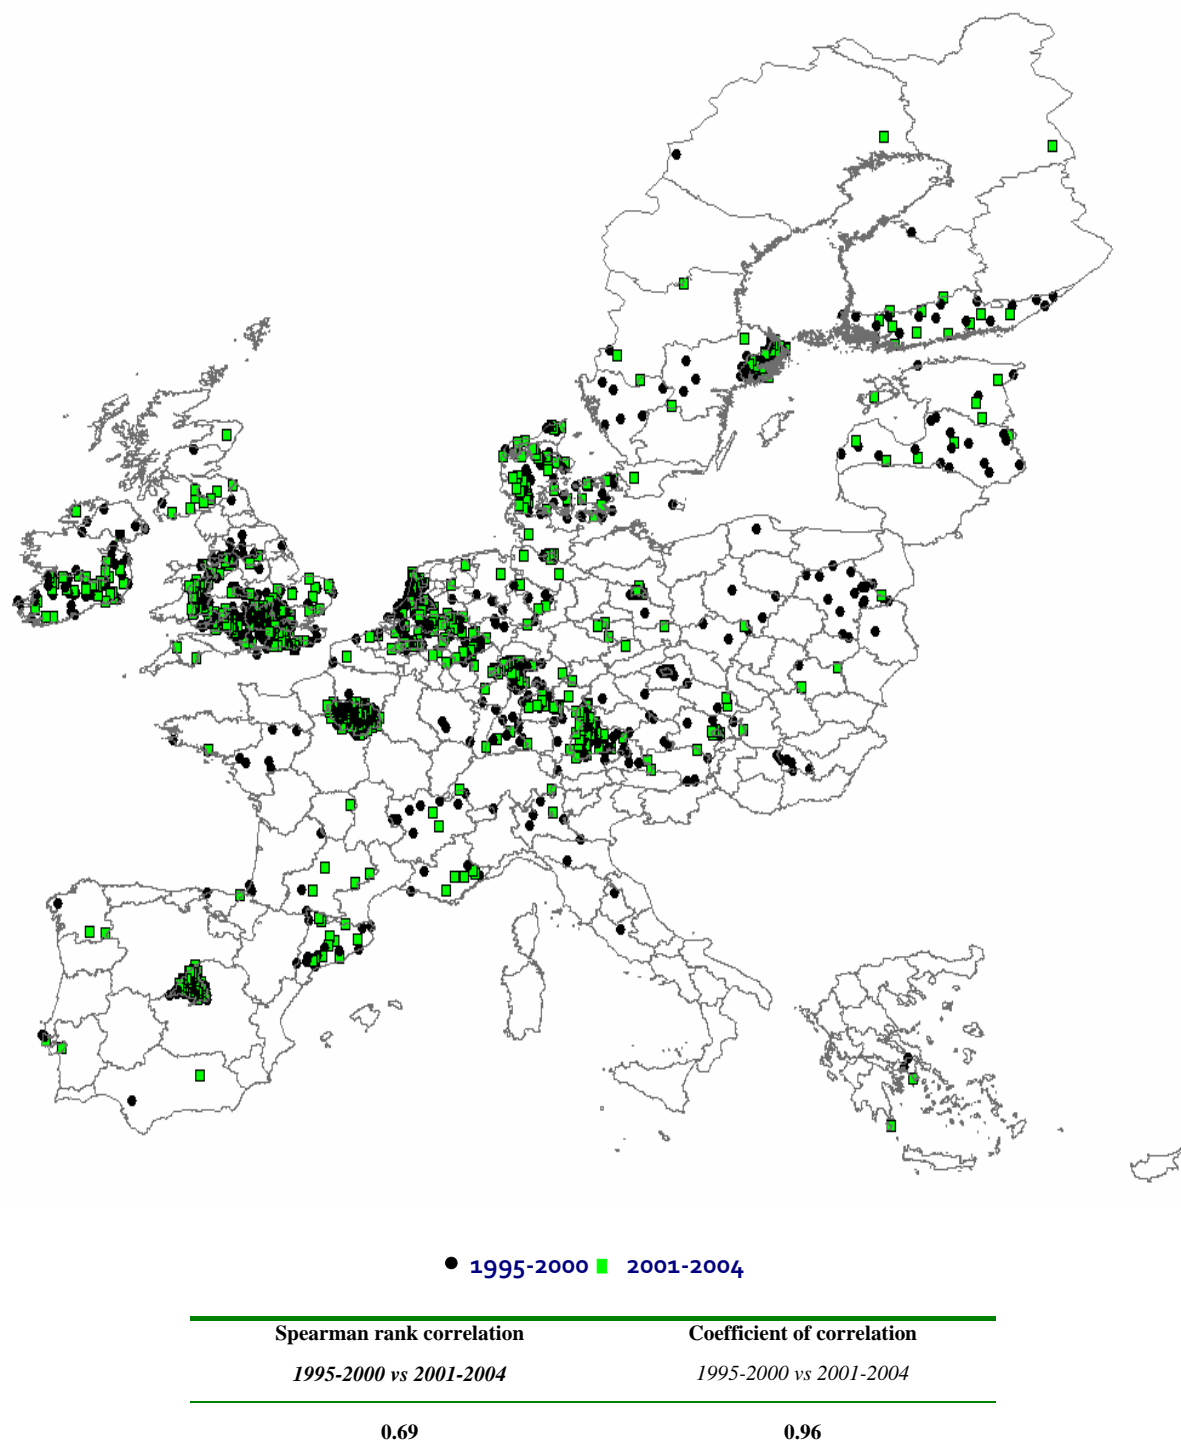 1995-2000 2001-2004
Spearman rank correlation Coefficient of correlation
1995-2000 vs 2001-2004 1995-2000 vs 2001-2004
0.69 0.96